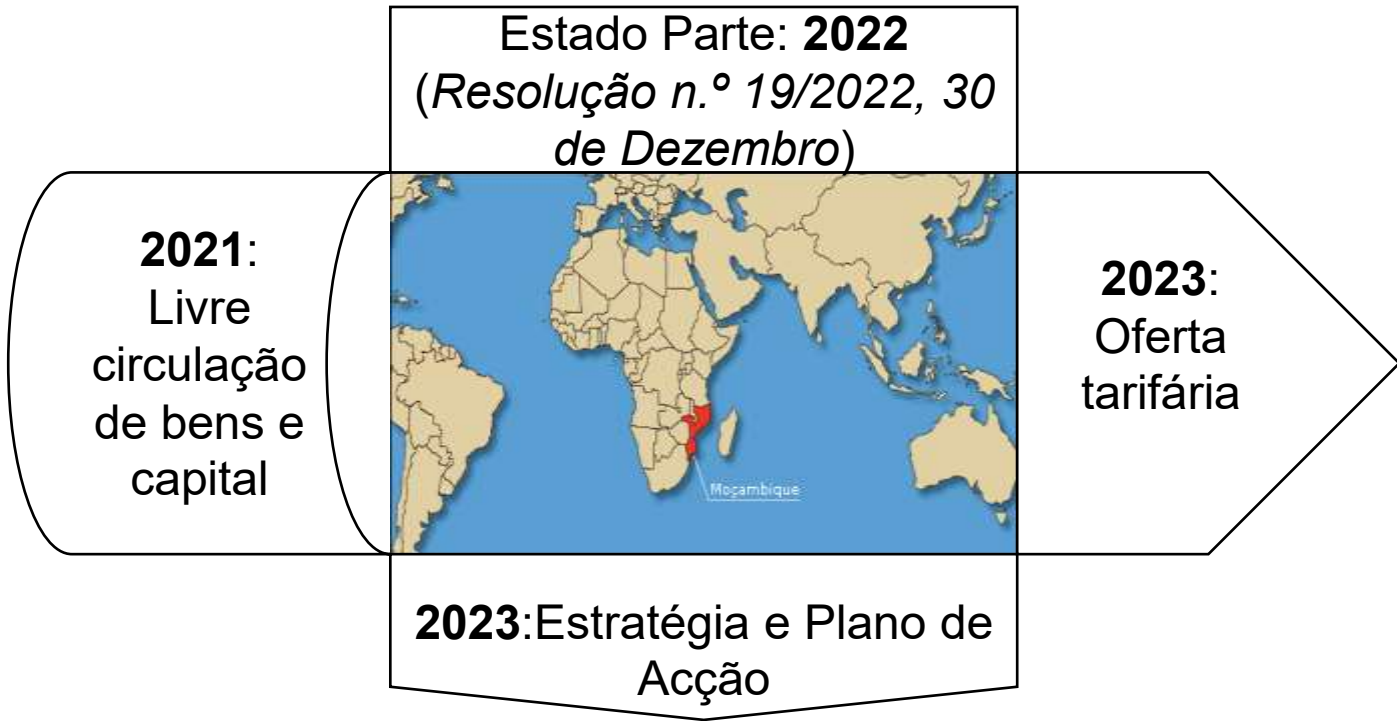 Estado Parte: 2022
(Resolução n.º 19/2022, 30
de Dezembro)
2021:
Livre
circulação
de bens e
capital
Moçambique
2023:
Oferta
tarifária
2023:Estratégia e Plano de
Acção